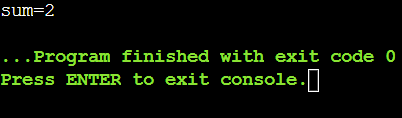 sum=2
...Program finished with exit code 0
Press ENTER to exit console.